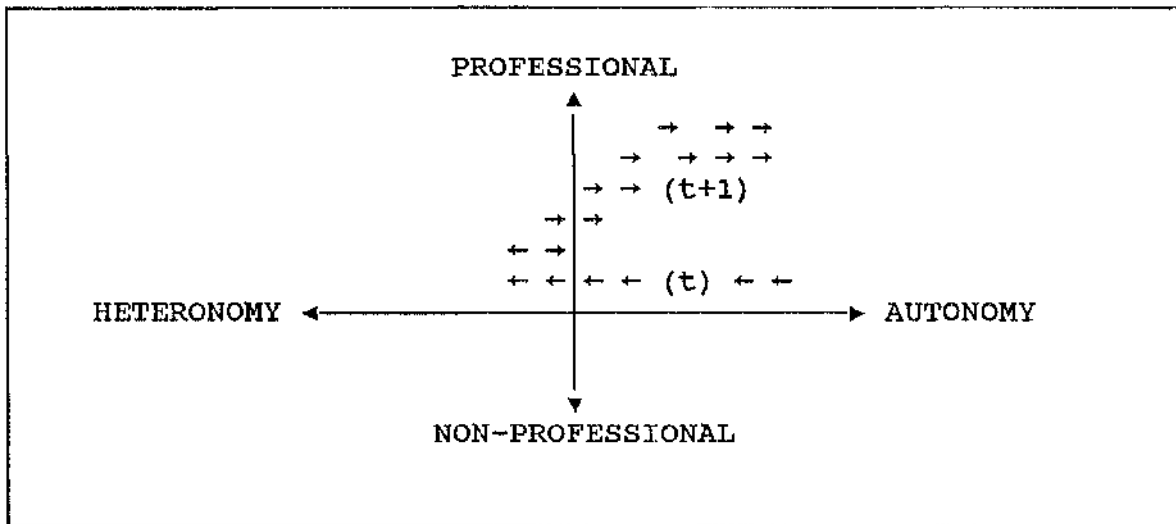 PROFESSIONAL
→ → →
→ → → →
→ → (t+1)
→ →
← →
← ← ← ← (t) ← ←
HETERONOMY AUTONOMY
NON-PROFESSIONAL